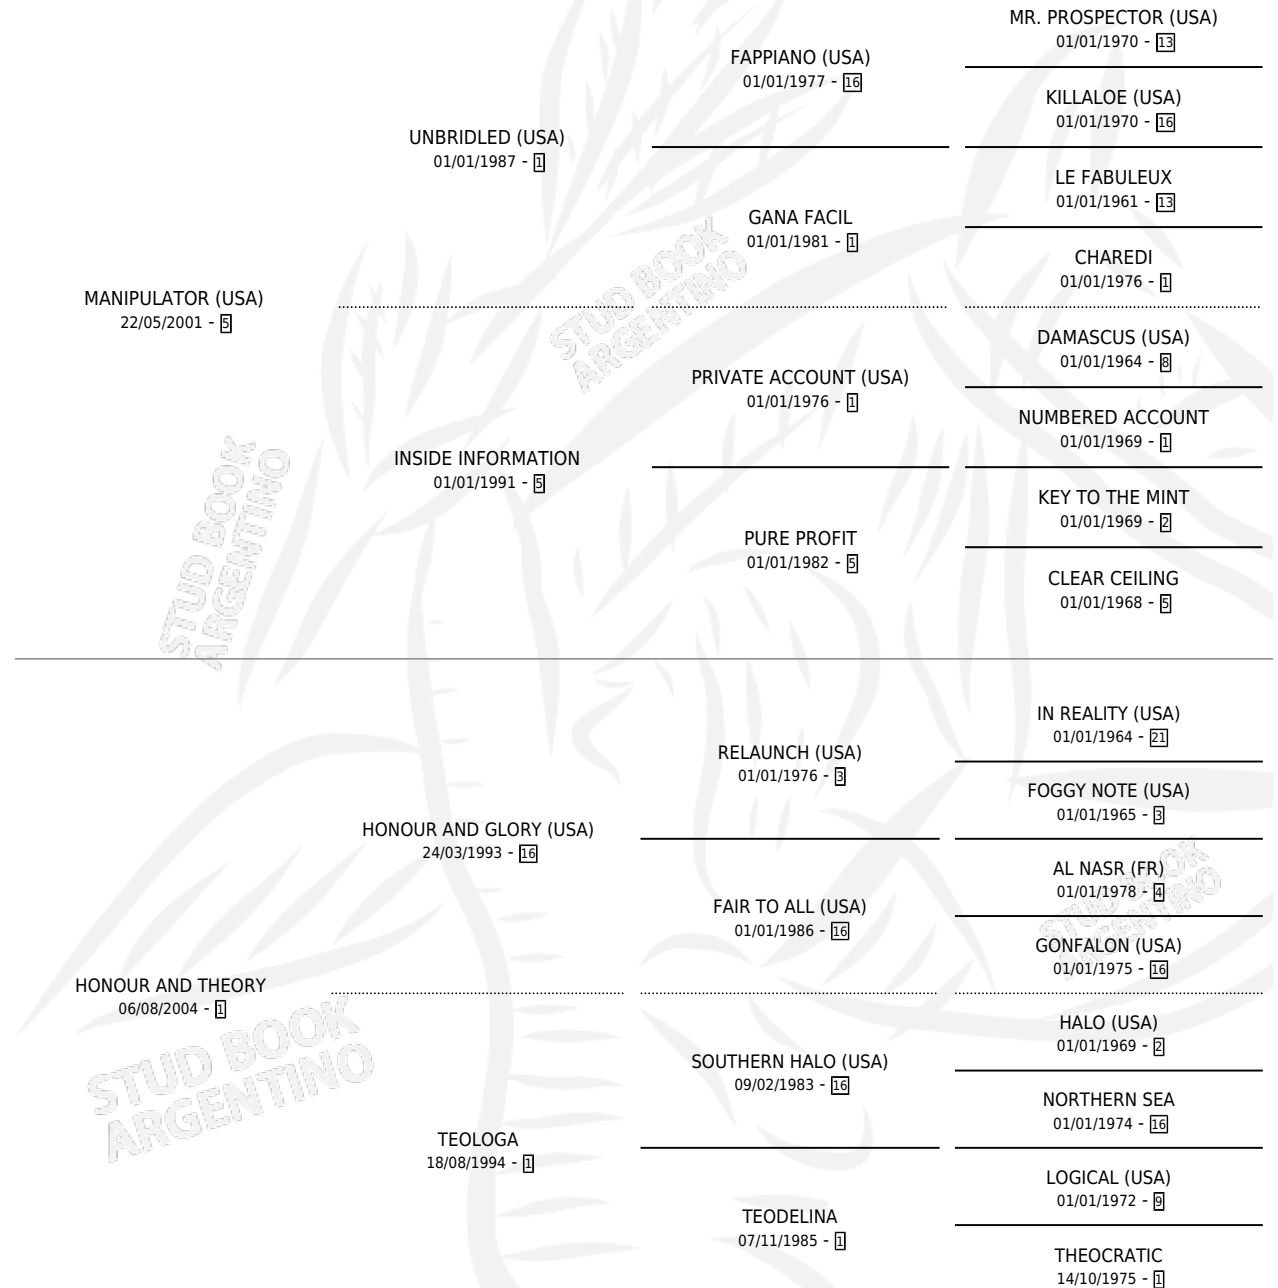 MR. PROSPECTOR (USA)
01/01/1970 - 13
FAPPIANO (USA)
01/01/1977 - 16
KILLALOE (USA)
01/01/1970 - 16
UNBRIDLED (USA)
01/01/1987 - 1
LE FABULEUX
01/01/1961 - 13
GANA FACIL
01/01/1981 - 1
CHAREDI
01/01/1976 - 1
MANIPULATOR (USA)
22/05/2001 - 5
DAMASCUS (USA)
01/01/1964 - 8
PRIVATE ACCOUNT (USA)
01/01/1976 - 1
NUMBERED ACCOUNT
01/01/1969 - 1
INSIDE INFORMATION
01/01/1991 - 5
KEY TO THE MINT
01/01/1969 - 2
PURE PROFIT
01/01/1982 - 5
CLEAR CEILING
01/01/1968 - 5
STUD BOOK
ARGENTINO
STUD BOOK
ARGENTINO
IN REALITY (USA)
01/01/1964 - 21
RELAUNCH (USA)
01/01/1976 - 3
FOGGY NOTE (USA)
01/01/1965 - 3
HONOUR AND GLORY (USA)
24/03/1993 - 16
AL NASR (FR)
01/01/1978 - 4
FAIR TO ALL (USA)
01/01/1986 - 16
GONFALON (USA)
01/01/1975 - 16
HONOUR AND THEORY
06/08/2004 - 1
HALO (USA)
01/01/1969 - 2
SOUTHERN HALO (USA)
09/02/1983 - 16
NORTHERN SEA
01/01/1974 - 16
TEOLOGA
18/08/1994 - 1
LOGICAL (USA)
01/01/1972 - 9
TEODELINA
07/11/1985 - 1
THEOCRATIC
14/10/1975 - 1
STUD BOOK
ARGENTINO
STUD BOOK
ARGENTINO